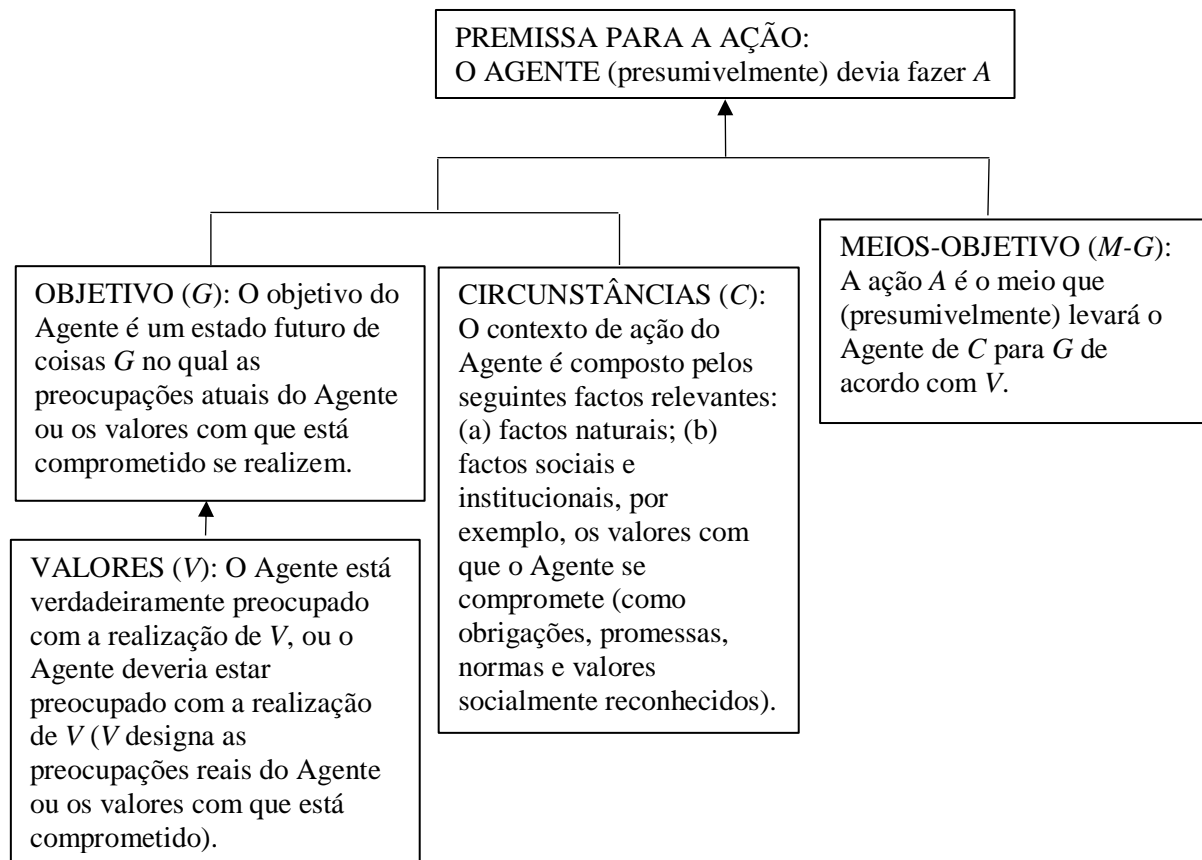 PREMISSA PARA A AÇÃO:
O AGENTE (presumivelmente) devia fazer A
OBJETIVO (G): O objetivo do
Agente é um estado futuro de
coisas G no qual as
preocupações atuais do Agente
ou os valores com que está
comprometido se realizem.
CIRCUNSTÂNCIAS (C):
O contexto de ação do
Agente é composto pelos
seguintes factos relevantes:
(a) factos naturais; (b)
factos sociais e
institucionais, por
exemplo, os valores com
que o Agente se
compromete (como
obrigações, promessas,
normas e valores
socialmente reconhecidos).
MEIOS-OBJETIVO (M-G):
A ação A é o meio que
(presumivelmente) levará o
Agente de C para G de
acordo com V.
VALORES (V): O Agente está
verdadeiramente preocupado
com a realização de V, ou o
Agente deveria estar
preocupado com a realização
de V (V designa as
preocupações reais do Agente
ou os valores com que está
comprometido).